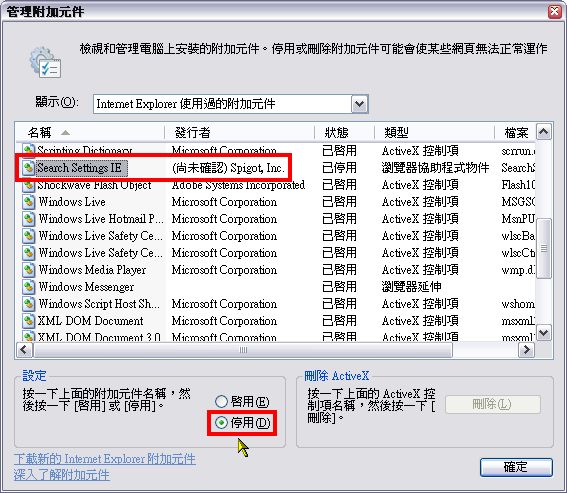 管理附加元件
檢視和管理電腦上安裝的附加元件。停用或刪除附加元件可能會使某些網頁無法正常運作
顯示(O): Internet Explorer 使用過的附加元件
名稱 發行者 狀態 類型 檔案
Scripting Dictionary Microsoft Corporation 已啓用 ActiveX 控制項 scrrun.d
Search Settings IE (尚未確認) Spigot, Inc. 已停用 瀏覽器協助程式物件 SearchS
Shockwave Flash Object Adobe Systems Incorporated 已啓用 ActiveX 控制項 Flash10
Windows Live Microsoft Corporation 已啓用 ActiveX 控制項 MSGSC
Windows Live Hotmail P... Microsoft Corporation 已啓用 ActiveX 控制項 MsnPU
Windows Live Safety Ce... Microsoft Corporation 已啓用 ActiveX 控制項 wlscBa
Windows Live Safety Ce... Microsoft Corporation 已啓用 ActiveX 控制項 wlscCt
Windows Media Player Microsoft Corporation 已啓用 ActiveX 控制項 wmp.dl
Windows Messenger 已啓用 瀏覽器延伸
Windows Script Host Sh... Microsoft Corporation 已啓用 ActiveX 控制項 wshom
XML DOM Document Microsoft Corporation 已啓用 ActiveX 控制項 msxml
XML DOM Document 3.0 Microsoft Corporation 已啓用 ActiveX 控制項 msxml
設定
按一下上面的附加元件名稱，然
後按一下 [啓用] 或 [停用]。
啓用(E)
停用(D)
刪除 ActiveX
按一下上面的 ActiveX 控
制項名稱，然後按一下 [
刪除]。
刪除(L)
下載新的 Internet Explorer 附加元件
深入了解附加元件
確定